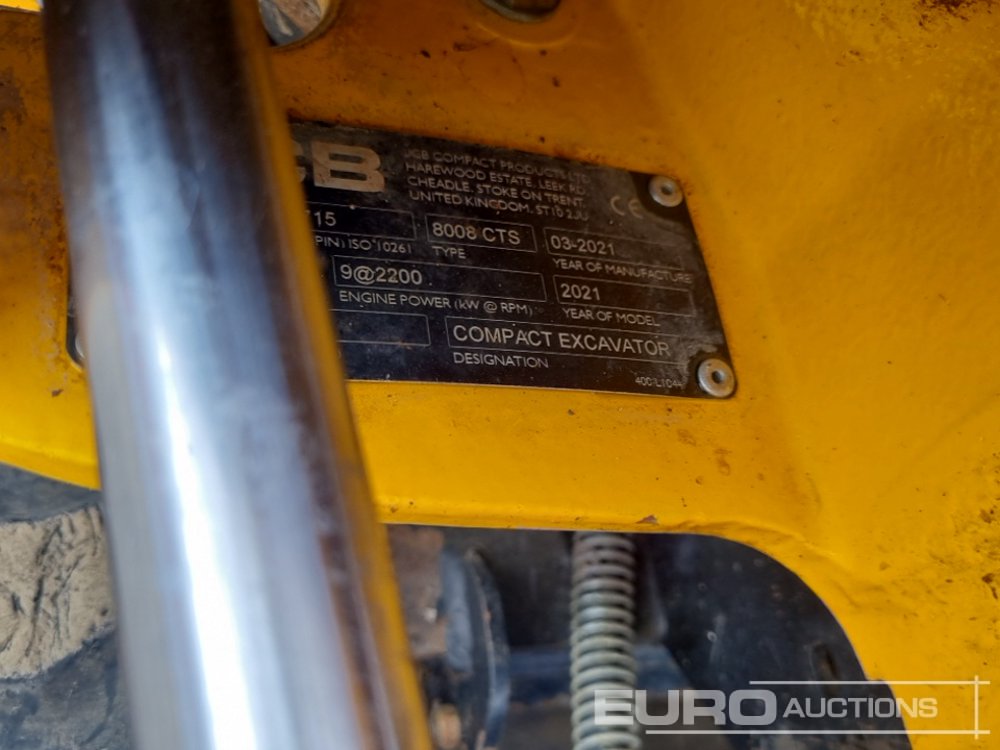 CB
JCB COMPACT PRODUCTS LTD
HAREWOOD ESTATE, LEEK RD
CHEADLE, STOKE ON TRENT
UNITED KINGDOM, ST10 2JU
CE
15
8008 CTS
03-2021
PIN) ISO 10261
TYPE
YEAR OF MANUFACTURE
9@2200
2021
ENGINE POWER (kW @ RPM)
YEAR OF MODEL
COMPACT EXCAVATOR
DESIGNATION
EURO AUCTIONS